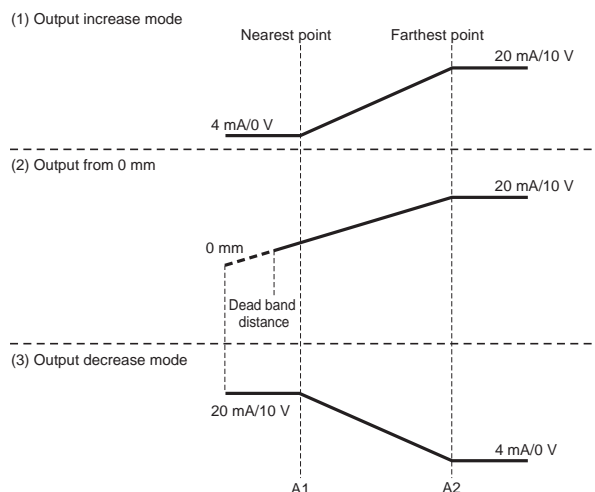 (1) Output increase mode
Nearest point
Farthest point
20 mA/10 V
4 mA/0 V
(2) Output from 0 mm
20 mA/10 V
0 mm
Dead band
distance
(3) Output decrease mode
20 mA/10 V
4 mA/0 V
A1
A2